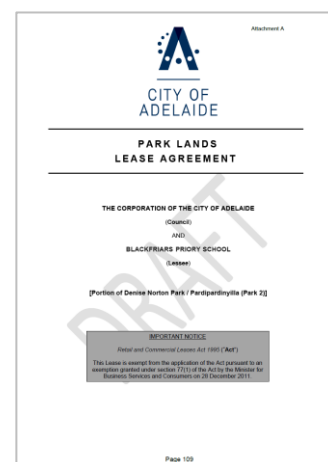 Attachment A
CITY OF
ADELAIDE
PARK LANDS
LEASE AGREEMENT
THE CORPORATION OF THE CITY OF ADELAIDE
(Council)
AND
BLACKFRIARS PRIORY SCHOOL
(Lessee)
[Portion of Denise Norton Park / Pardipardinyilla (Park 2)]
DRAFT
IMPORTANT NOTICE
Retail and Commercial Leases Act 1995 ("Act")
This Lease is exempt from the application of the Act pursuant to an
exemption granted under section 77(1) of the Act by the Minister for
Business Services and Consumers on 20 December 2011.
Page 109